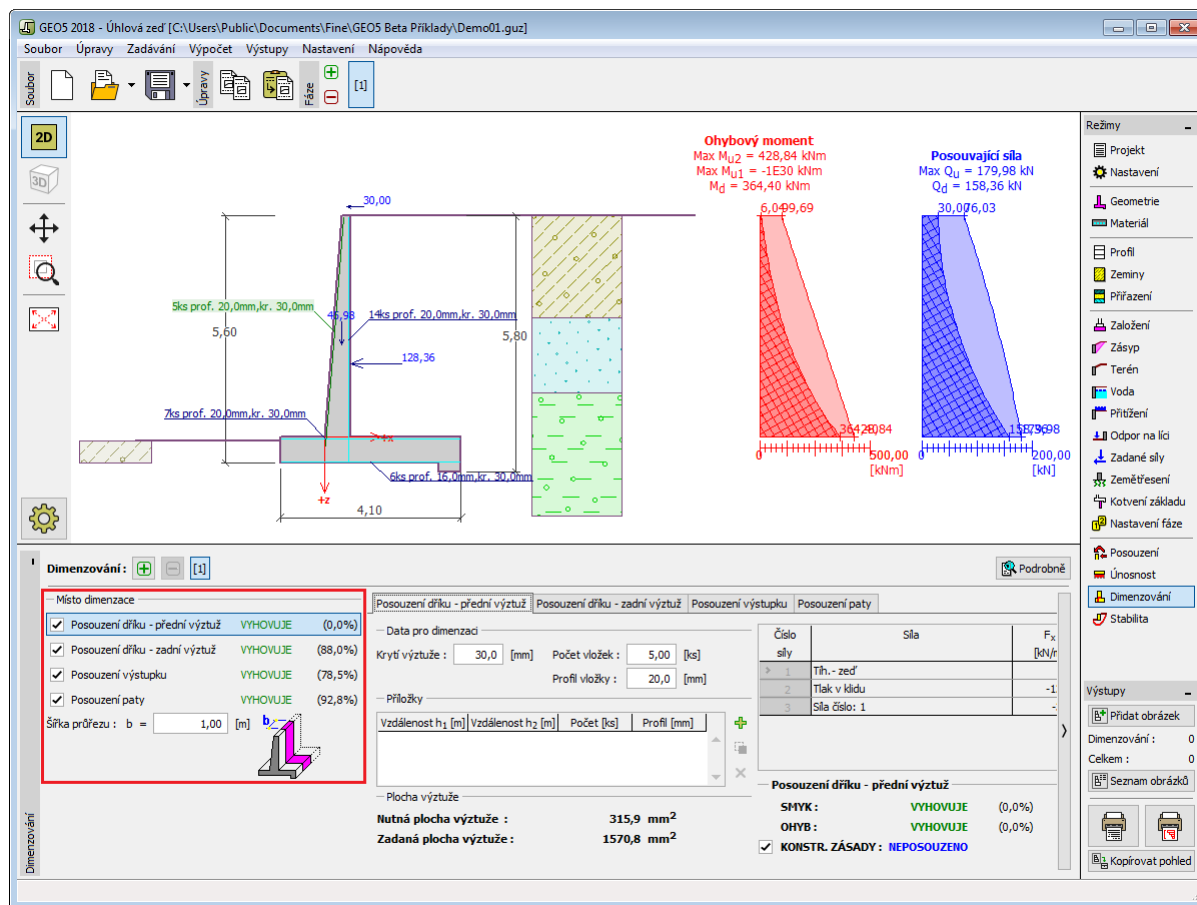 GEO5 2018 - Úhlová zeď [C:\Users\Public\Documents\Fine\GEO5 Beta Příklady\Demo01.guz]
Soubor Úpravy Zadávání Výpočet Výstupy Nastavení Nápověda
Soubor
Úpravy
Fáze
[1]
2D
3D
30,00
5ks prof. 20,0mm,kr. 30,0mm
14ks prof. 20,0mm,kr. 30,0mm
5,60
5,80
128,36
7ks prof. 20,0mm,kr. 30,0mm
+x
6ks prof. 16,0mm,kr. 30,0mm
+z
4,10
Ohybový moment
Max Mu2 = 428,84 kNm
Max Mu1 = -1E30 kNm
Md = 364,40 kNm
0
500,00
[kNm]
Posouvající síla
Max Qu = 179,98 kN
Qd = 158,36 kN
0
200,00
[kN]
Režimy
Projekt
Nastavení
Geometrie
Materiál
Profil
Zeminy
Přiřazení
Založení
Zásyp
Terén
Voda
Přitížení
Odpor na líci
Zadané síly
Zemětřesení
Kotvení základu
Nastavení fáze
Posouzení
Únosnost
Dimenzování
Stabilita
Výstupy
Přidat obrázek
Dimenzování : 0
Celkem : 0
Seznam obrázků
Kopírovat pohled
Dimenzování
Dimenzování : [1]
Podrobně
Místo dimenzace
Posouzení dříku - přední výztuž VYHOVUJE (0,0%)
Posouzení dříku - zadní výztuž VYHOVUJE (88,0%)
Posouzení výstupku VYHOVUJE (78,5%)
Posouzení paty VYHOVUJE (92,8%)
Šířka průřezu : b = 1,00 [m]
b
Posouzení dříku - přední výztuž Posouzení dříku - zadní výztuž Posouzení výstupku Posouzení paty
Data pro dimenzaci
Krytí výztuže : 30,0 [mm] Počet vložek : 5,00 [ks]
Profil vložky : 20,0 [mm]
Příložky
Vzdálenost h1 [m] Vzdálenost h2 [m] Počet [ks] Profil [mm]
Plocha výztuže
Nutná plocha výztuže : 315,9 mm2
Zadaná plocha výztuže : 1570,8 mm2
Číslo síly
Síla
Fx
1 Tíh.- zeď
2 Tlak v klidu
3 Síla číslo: 1
Posouzení dříku - přední výztuž
SMYK : VYHOVUJE (0,0%)
OHYB : VYHOVUJE (0,0%)
KONSTR. ZÁSADY : NEPOSOUZENO